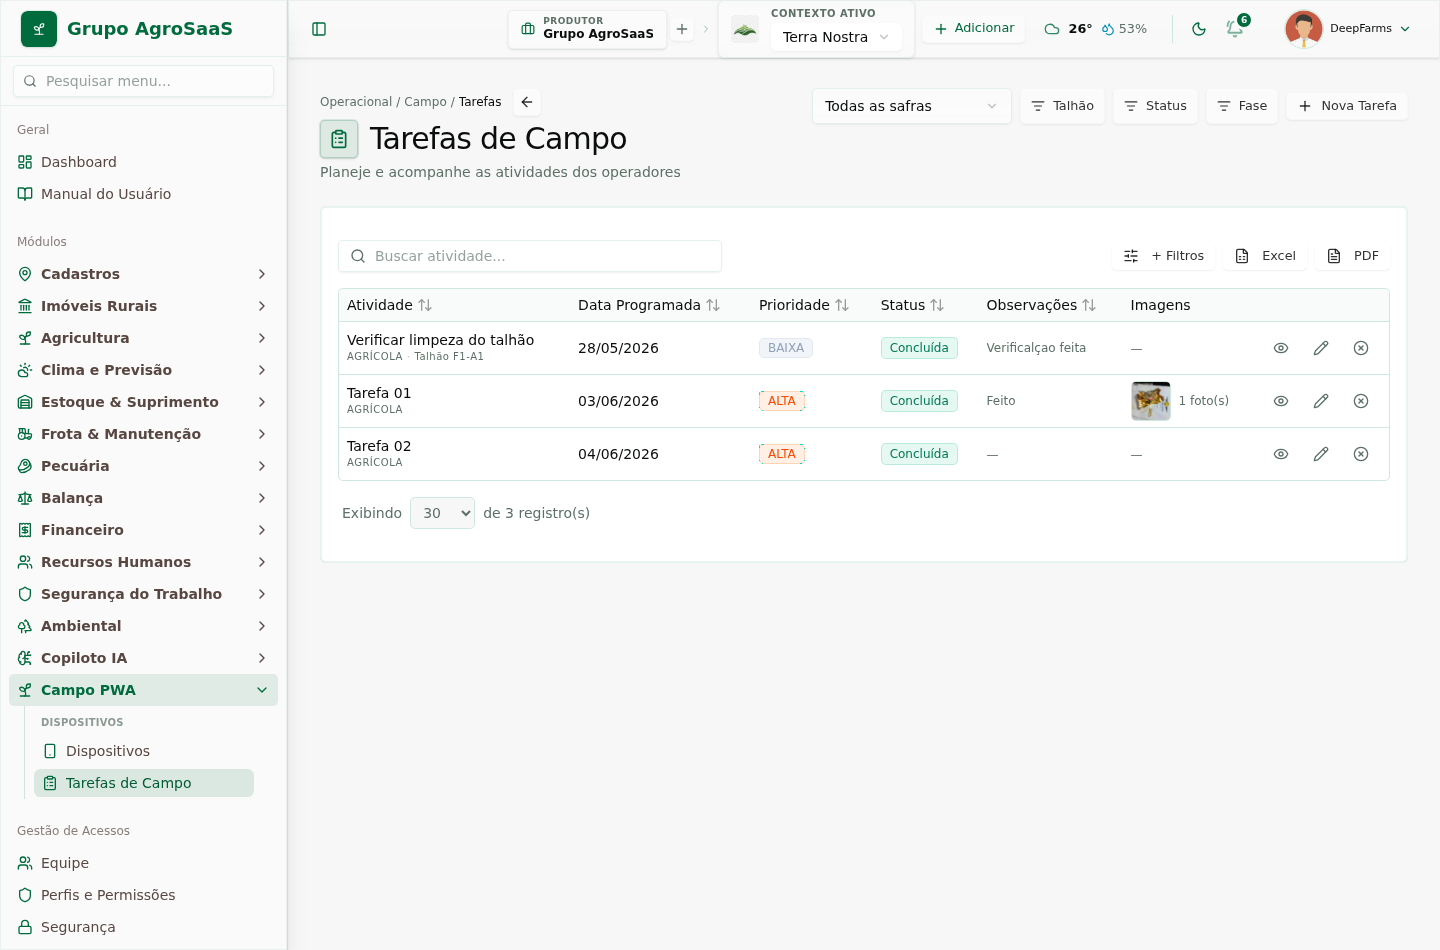 Grupo AgroSaaS
Pesquisar menu...
Geral
Dashboard
Manual do Usuário
Módulos
Cadastros
Imóveis Rurais
Agricultura
Clima e Previsão
Estoque & Suprimento
Frota & Manutenção
Pecuária
Balança
Financeiro
Recursos Humanos
Segurança do Trabalho
Ambiental
Copiloto IA
Campo PWA
DISPOSITIVOS
Dispositivos
Tarefas de Campo
Gestão de Acessos
Equipe
Perfis e Permissões
Segurança
PRODUTOR
Grupo AgroSaaS
CONTEXTO ATIVO
Terra Nostra
Adicionar
26° 53%
6
DeepFarms
Operacional / Campo / Tarefas
Tarefas de Campo
Planeje e acompanhe as atividades dos operadores
Todas as safras
Talhão
Status
Fase
Nova Tarefa
Buscar atividade...
+ Filtros
Excel
PDF
Atividade Data Programada Prioridade Status Observações Imagens
Verificar limpeza do talhão
AGRÍCOLA · Talhão F1-A1
28/05/2026 BAIXA Concluída Verificalçao feita —
Tarefa 01
AGRÍCOLA
03/06/2026 ALTA Concluída Feito 1 foto(s)
Tarefa 02
AGRÍCOLA
04/06/2026 ALTA Concluída — —
Exibindo 30 de 3 registro(s)